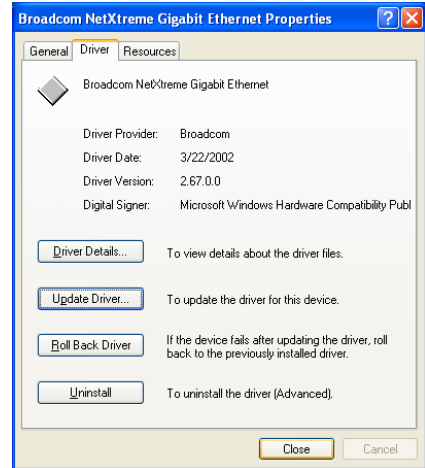 Broadcom NetXtreme Gigabit Ethernet Properties
General Driver Resources
Broadcom NetXtreme Gigabit Ethernet
Driver Provider: Broadcom
Driver Date: 3/22/2002
Driver Version: 2.67.0.0
Digital Signer: Microsoft Windows Hardware Compatibility Publ
Driver Details... To view details about the driver files.
Update Driver... To update the driver for this device.
Roll Back Driver If the device fails after updating the driver, roll
back to the previously installed driver.
Uninstall To uninstall the driver (Advanced).
Close Cancel